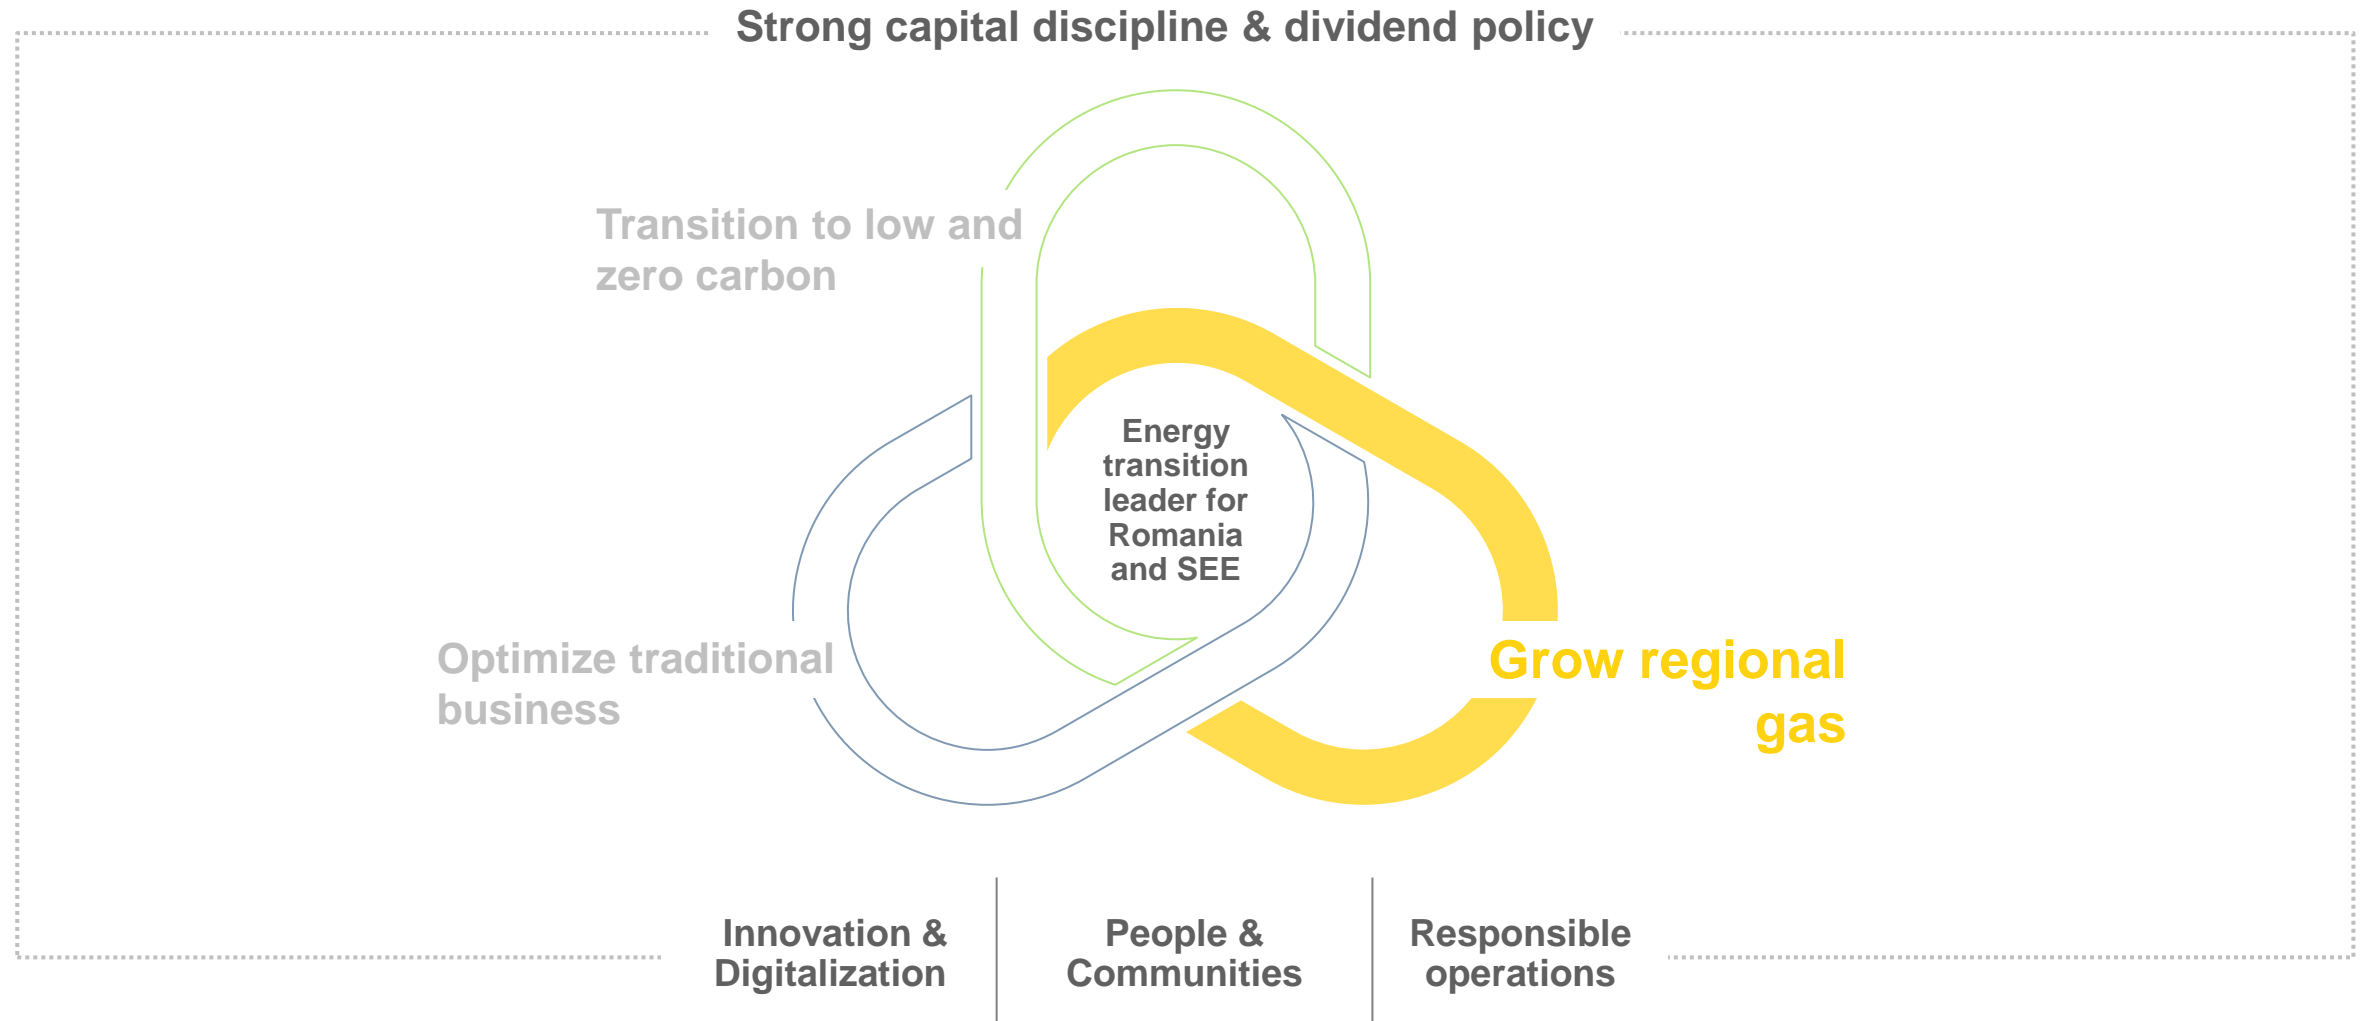 Strong capital discipline & dividend policy
Transition to low and
zero carbon
Energy
transition
leader for
Romania
and SEE
Optimize traditional
business
Grow regional
gas
Innovation &
Digitalization
People &
Communities
Responsible
operations